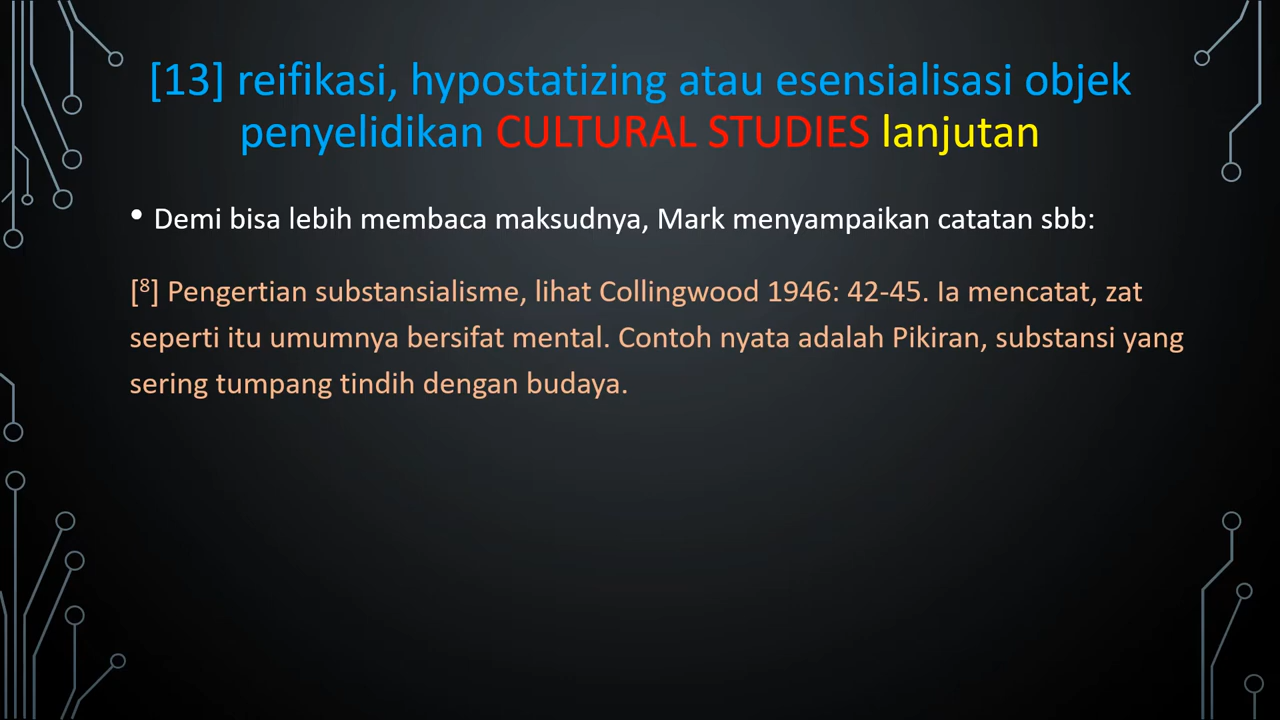 [13] reifikasi, hypostatizing atau esensialisasi objek
penyelidikan CULTURAL STUDIES lanjutan
• Demi bisa lebih membaca maksudnya, Mark menyampaikan catatan sbb:
[⁸] Pengertian substansialisme, lihat Collingwood 1946: 42-45. Ia mencatat, zat
seperti itu umumnya bersifat mental. Contoh nyata adalah Pikiran, substansi yang
sering tumpang tindih dengan budaya.